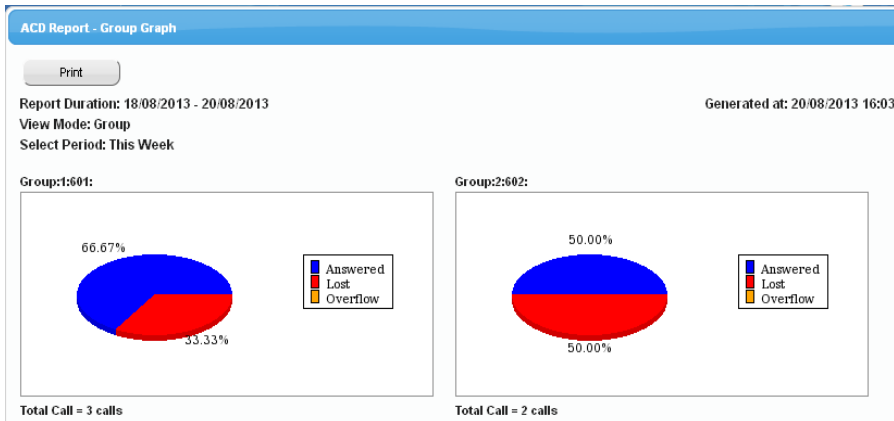 ACD Report - Group Graph
Print
Report Duration: 18/08/2013 - 20/08/2013
Generated at: 20/08/2013 16:03
View Mode: Group
Select Period: This Week
Group:1:601:
Group:2:602:
66.67%
33.33%
Answered
Lost
Overflow
50.00%
50.00%
Answered
Lost
Overflow
Total Call = 3 calls
Total Call = 2 calls